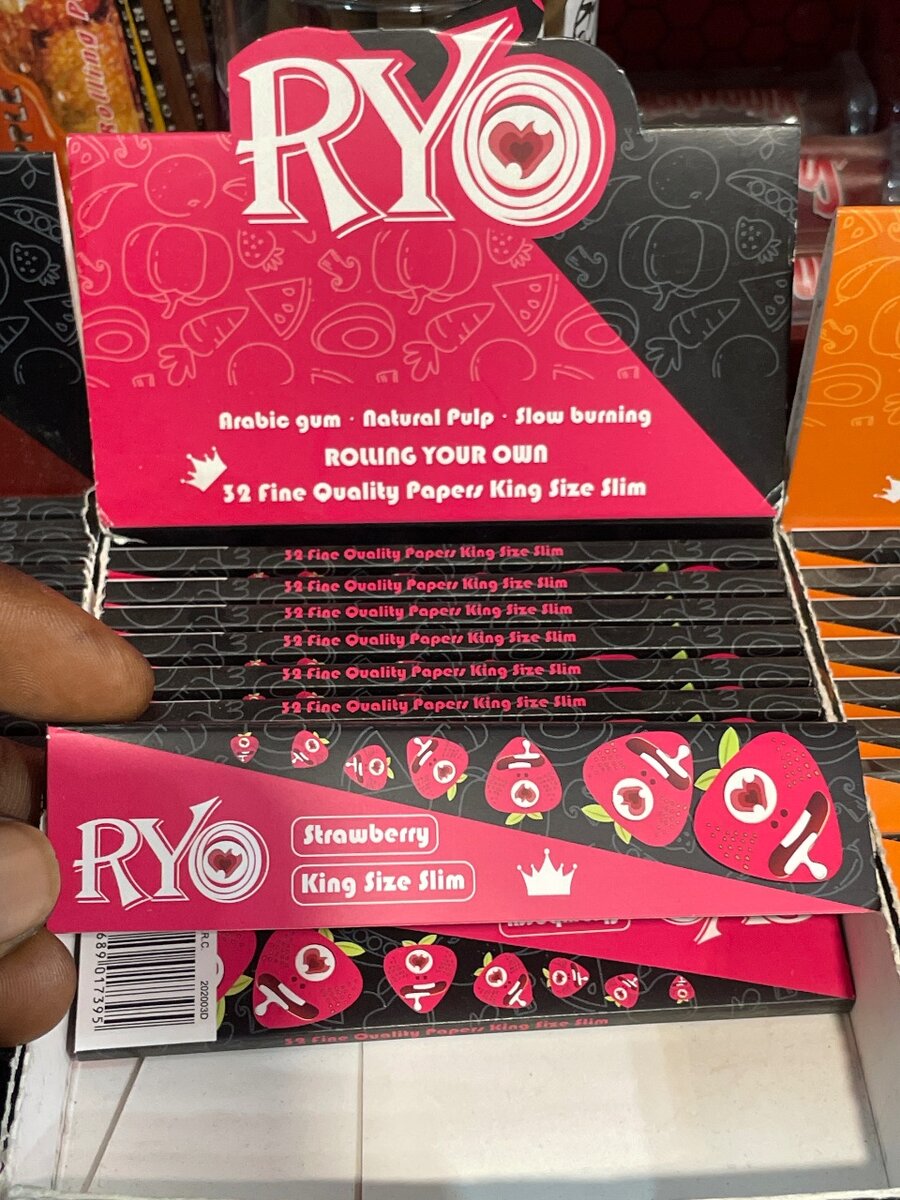 RYO
Arabic gum · Natural Pulp · Slow burning
ROLLING YOUR OWN
32 Fine Quality Papers King Size Slim
32 Fine Quality Papers King Size Slim
32 Fine Quality Papers King Size Slim
32 Fine Quality Papers King Size Slim
32 Fine Quality Papers King Size Slim
32 Fine Quality Papers King Size Slim
32 Fine Quality Papers King Size Slim
RYO
Strawberry
King Size Slim
Strawberry
R.C.
202003D
689017395
32 Fine Quality Papers King Size Slim